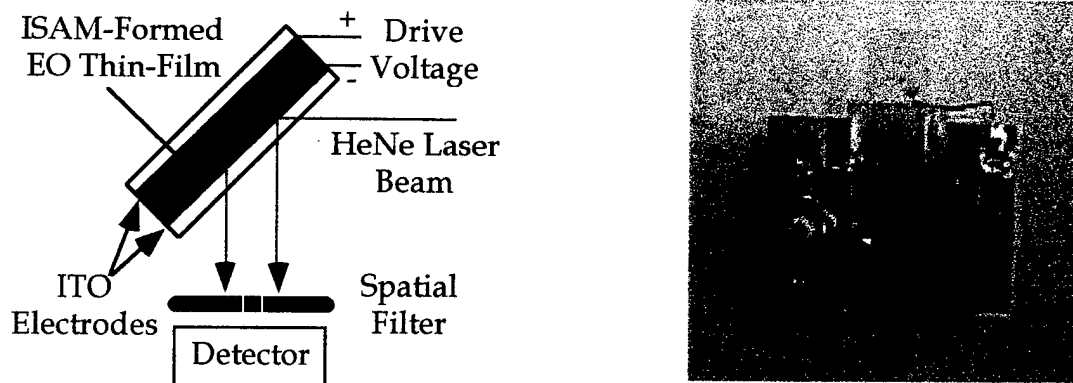 ISAM-Formed
EO Thin-Film
+ Drive
Voltage
-
HeNe Laser
Beam
ITO
Electrodes
Spatial
Filter
Detector